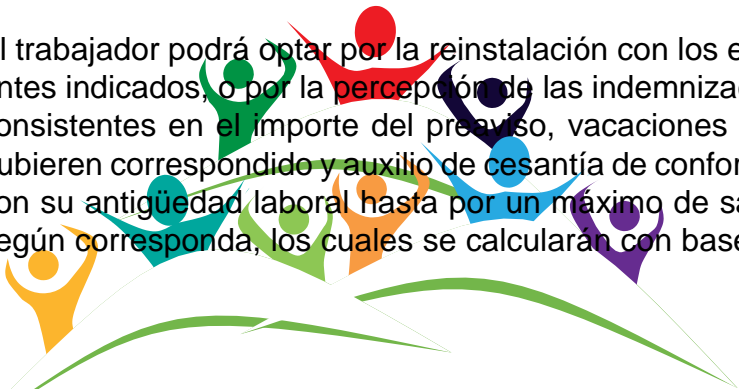 l trabajador podrá optar por la reinstalación con los e
ntes indicados, o por la percepción de las indemniza
onsistentes en el importe del preaviso, vacaciones
ubieren correspondido y auxilio de cesantía de confor
on su antigüedad laboral hasta por un máximo de sa
egún corresponda, los cuales se calcularán con base